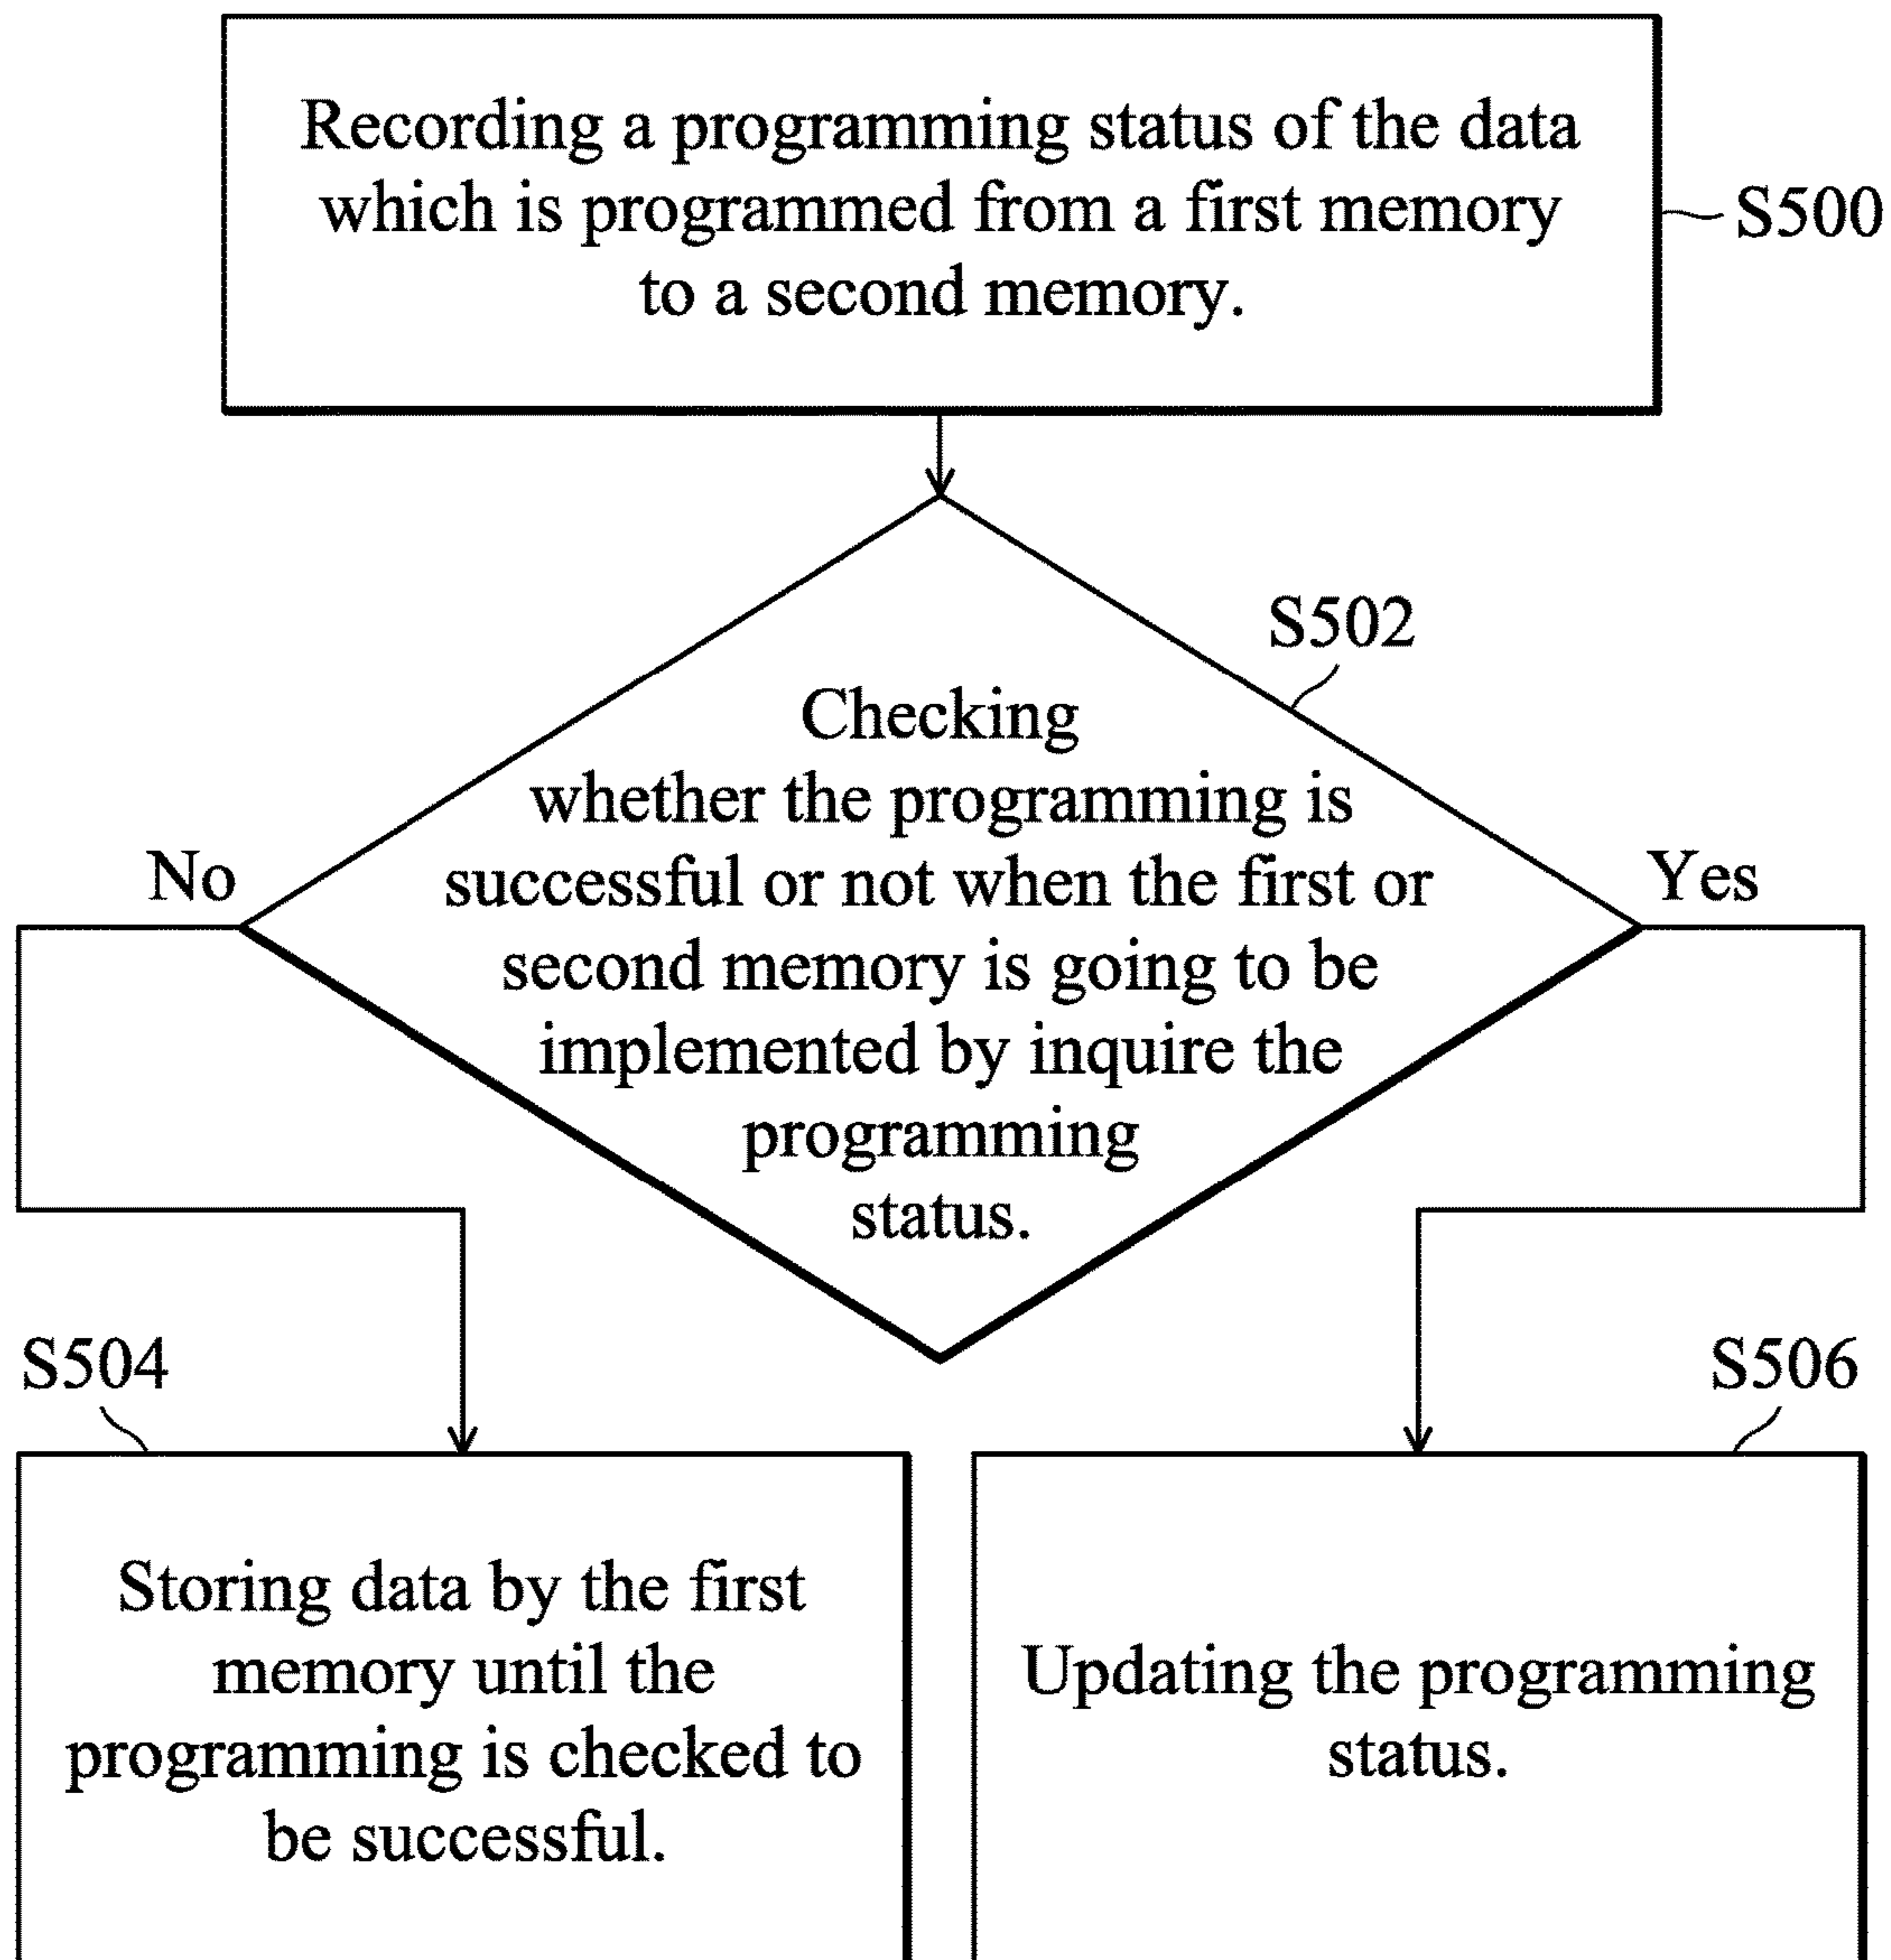 Recording a programming status of the data
which is programmed from a first memory
to a second memory.
S500
S502
Checking
whether the programming is
successful or not when the first or
second memory is going to be
implemented by inquire the
programming
status.
No
Yes
S504
S506
Storing data by the first
memory until the
programming is checked to
be successful.
Updating the programming
status.